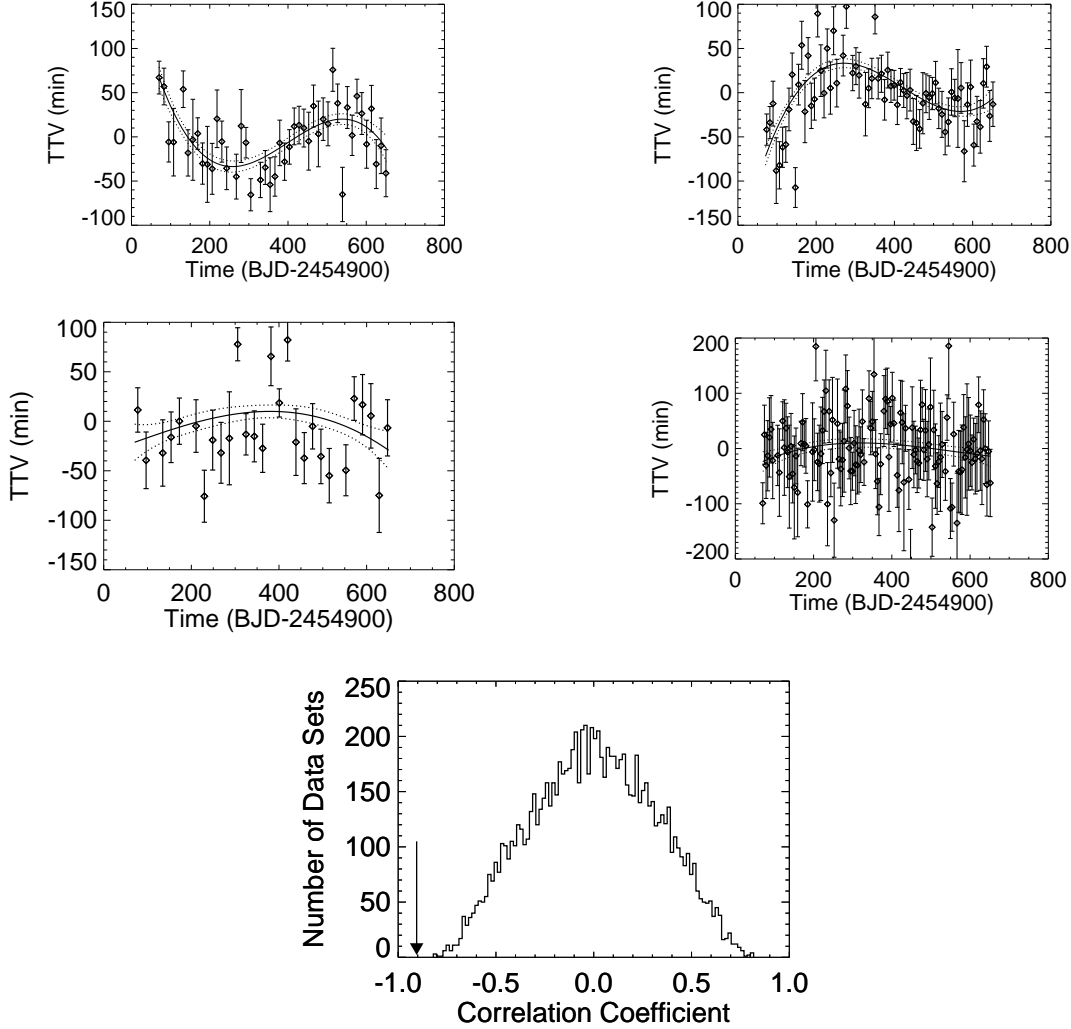 150
100
50
0
-50
-100
TTV (min)
0 200 400 600 800
Time (BJD-2454900)
100
50
0
-50
-100
-150
TTV (min)
0 200 400 600 800
Time (BJD-2454900)
100
50
0
-50
-100
-150
TTV (min)
0 200 400 600 800
Time (BJD-2454900)
200
100
0
-100
-200
TTV (min)
0 200 400 600 800
Time (BJD-2454900)
250
200
150
100
50
0
Number of Data Sets
-1.0 -0.5 0.0 0.5 1.0
Correlation Coefficient